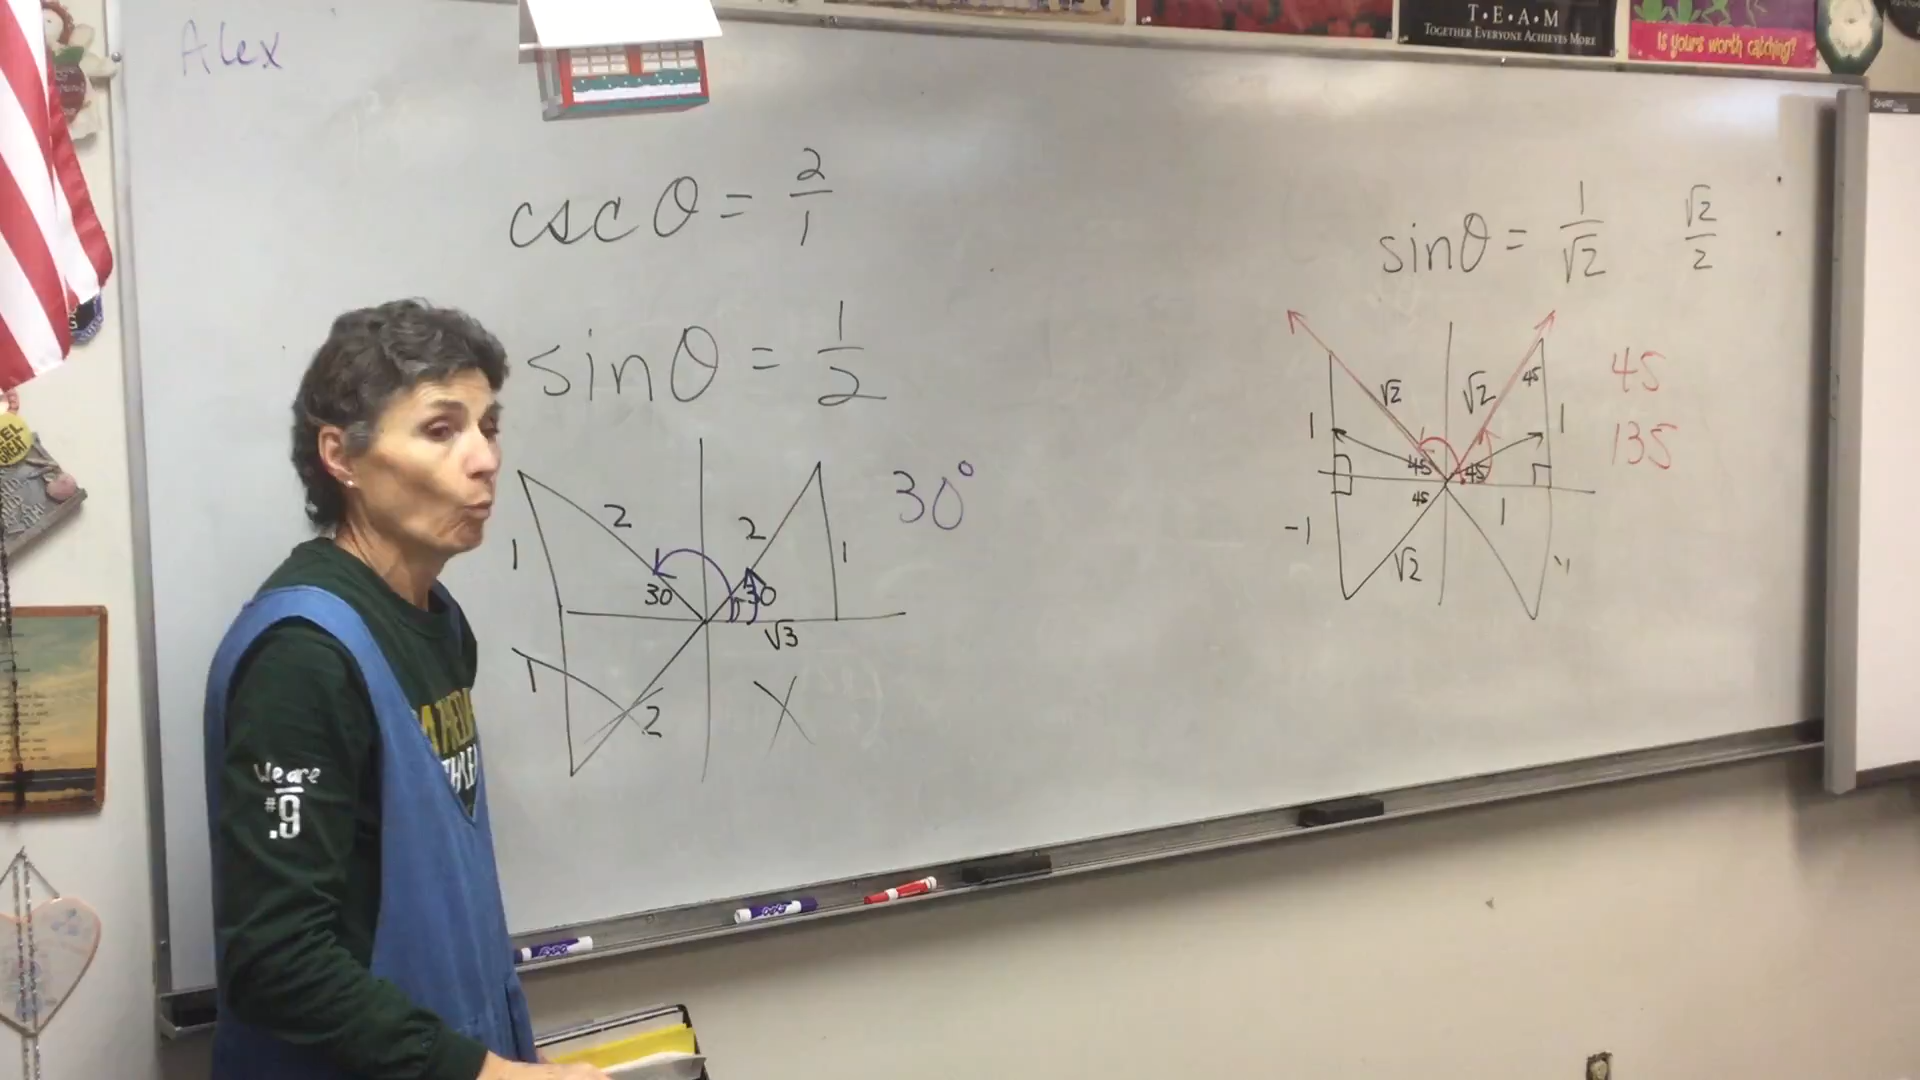 Alex
T•E•A•M
TOGETHER EVERYONE ACHIEVES MORE
Is yours worth catching?
csc θ = 2/1
sin θ = 1/2
30°
2
2
1
1
30
30
√3
1
2
X
sin θ = 1/√2 √2/2
45
135
√2
√2
45
1
1
45
45
45
1
-1
√2
We are
#.9
EXPO
EXPO